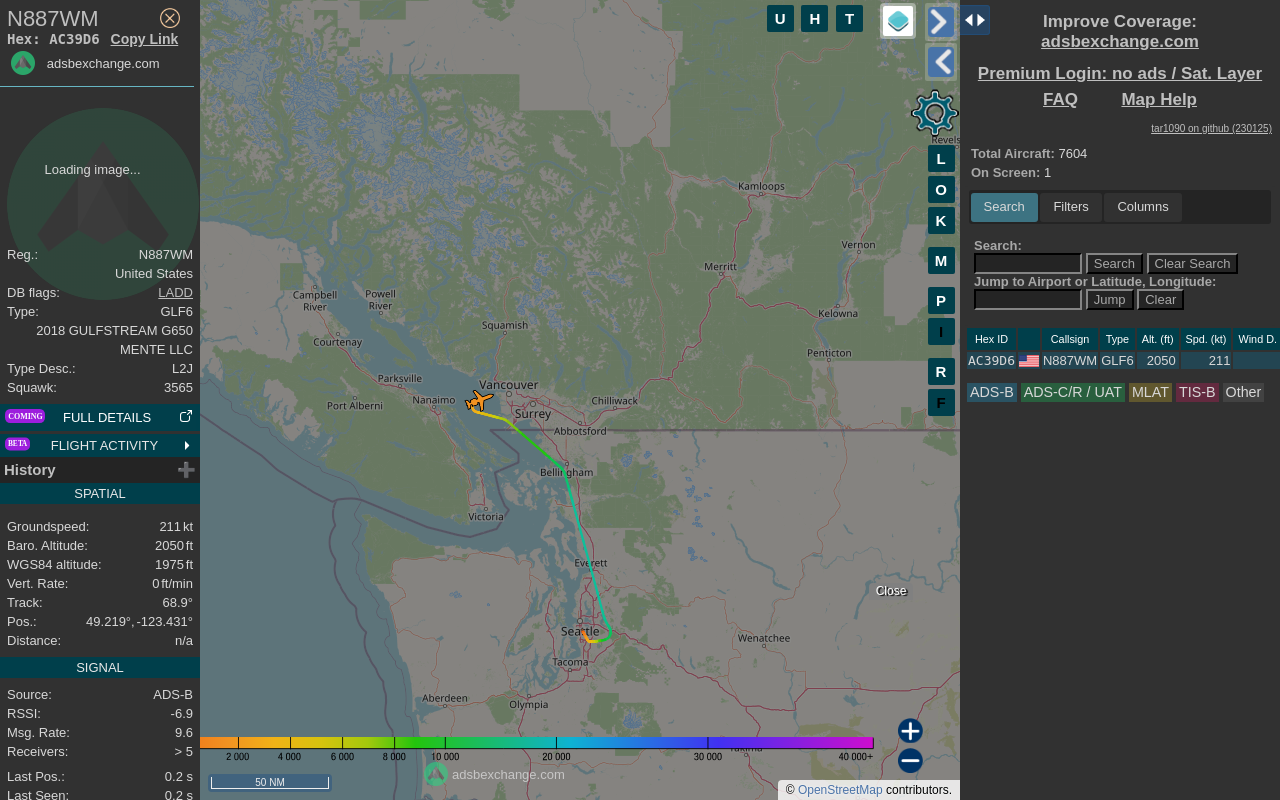 N887WM
Hex: AC39D6 Copy Link
adsbexchange.com
Loading image...
Reg.: N887WM
United States
DB flags: LADD
Type: GLF6
2018 GULFSTREAM G650
MENTE LLC
Type Desc.: L2J
Squawk: 3565
COMING FULL DETAILS
BETA FLIGHT ACTIVITY
History
SPATIAL
Groundspeed: 211 kt
Baro. Altitude: 2050 ft
WGS84 altitude: 1975 ft
Vert. Rate: 0 ft/min
Track: 68.9°
Pos.: 49.219°, -123.431°
Distance: n/a
SIGNAL
Source: ADS-B
RSSI: -6.9
Msg. Rate: 9.6
Receivers: > 5
Last Pos.: 0.2 s
Last Seen: 0.2 s
U H T
L
O
K
M
P
I
R
F
Revels
Kamloops
Vernon
Merritt
Campbell River
Powell River
Kelowna
Squamish
Courtenay
Penticton
Parksville
Vancouver
Nanaimo
Port Alberni
Surrey
Chilliwack
Abbotsford
Bellingham
Victoria
Everett
Close
Seattle
Wenatchee
Tacoma
Aberdeen
Olympia
Yakima
2 000 4 000 6 000 8 000 10 000 20 000 30 000 40 000+
50 NM
adsbexchange.com
© OpenStreetMap contributors.
Improve Coverage:
adsbexchange.com
Premium Login: no ads / Sat. Layer
FAQ Map Help
tar1090 on github (230125)
Total Aircraft: 7604
On Screen: 1
Search Filters Columns
Search:
Search Clear Search
Jump to Airport or Latitude, Longitude:
Jump Clear
Hex ID Callsign Type Alt. (ft) Spd. (kt) Wind D.
AC39D6 N887WM GLF6 2050 211
ADS-B ADS-C/R / UAT MLAT TIS-B Other